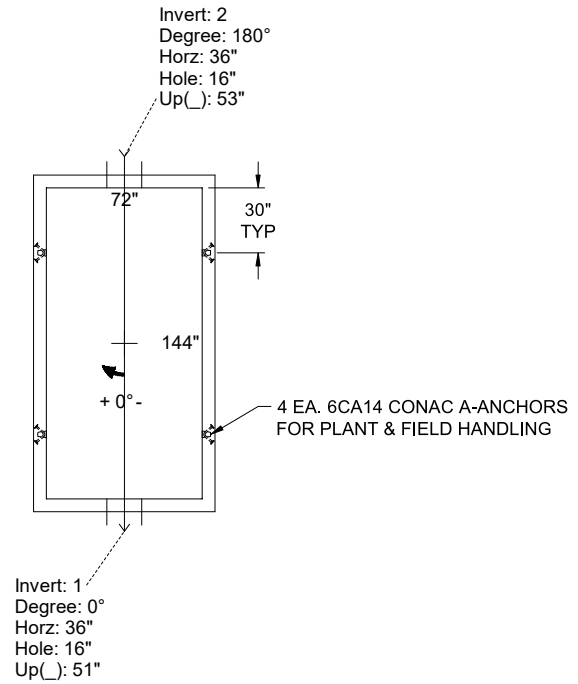 Invert: 2
Degree: 180°
Horz: 36"
Hole: 16"
Up(_): 53"
72"
30"
TYP
144"
+ 0° -
4 EA. 6CA14 CONAC A-ANCHORS
FOR PLANT & FIELD HANDLING
Invert: 1
Degree: 0°
Horz: 36"
Hole: 16"
Up(_): 51"